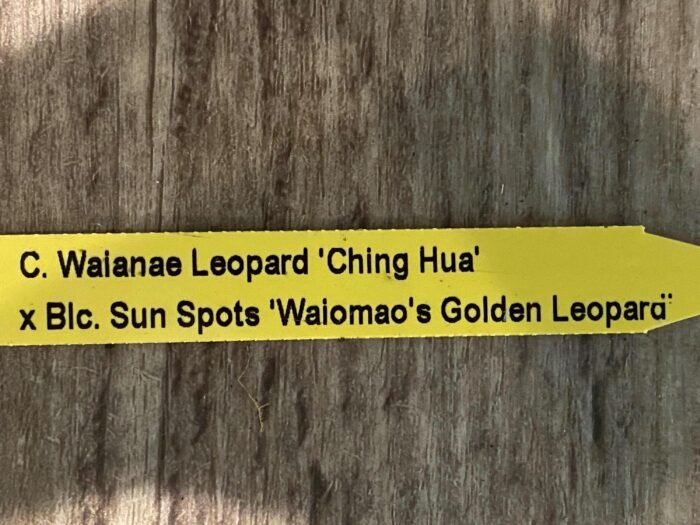 C. Waianae Leopard 'Ching Hua'
x Blc. Sun Spots 'Waiomao's Golden Leopard'